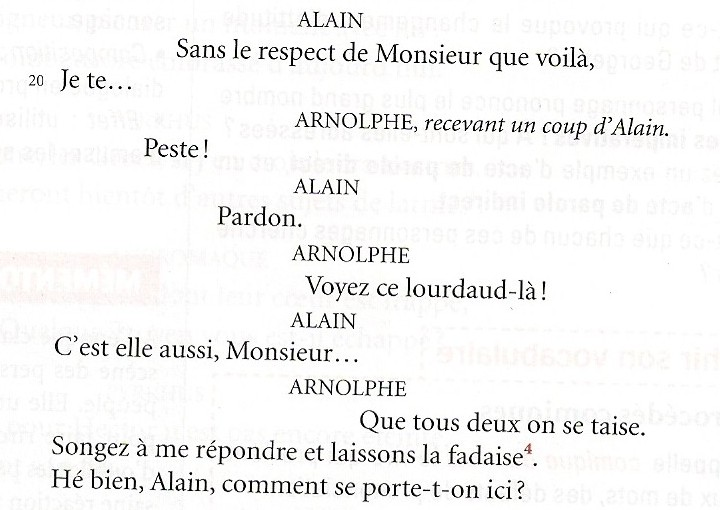 ALAIN
Sans le respect de Monsieur que voilà,
20 Je te…
ARNOLPHE, recevant un coup d'Alain.
Peste !
ALAIN
Pardon.
ARNOLPHE
Voyez ce lourdaud-là !
ALAIN
C'est elle aussi, Monsieur…
ARNOLPHE
Que tous deux on se taise.
Songez à me répondre et laissons la fadaise⁴.
Hé bien, Alain, comment se porte-t-on ici ?